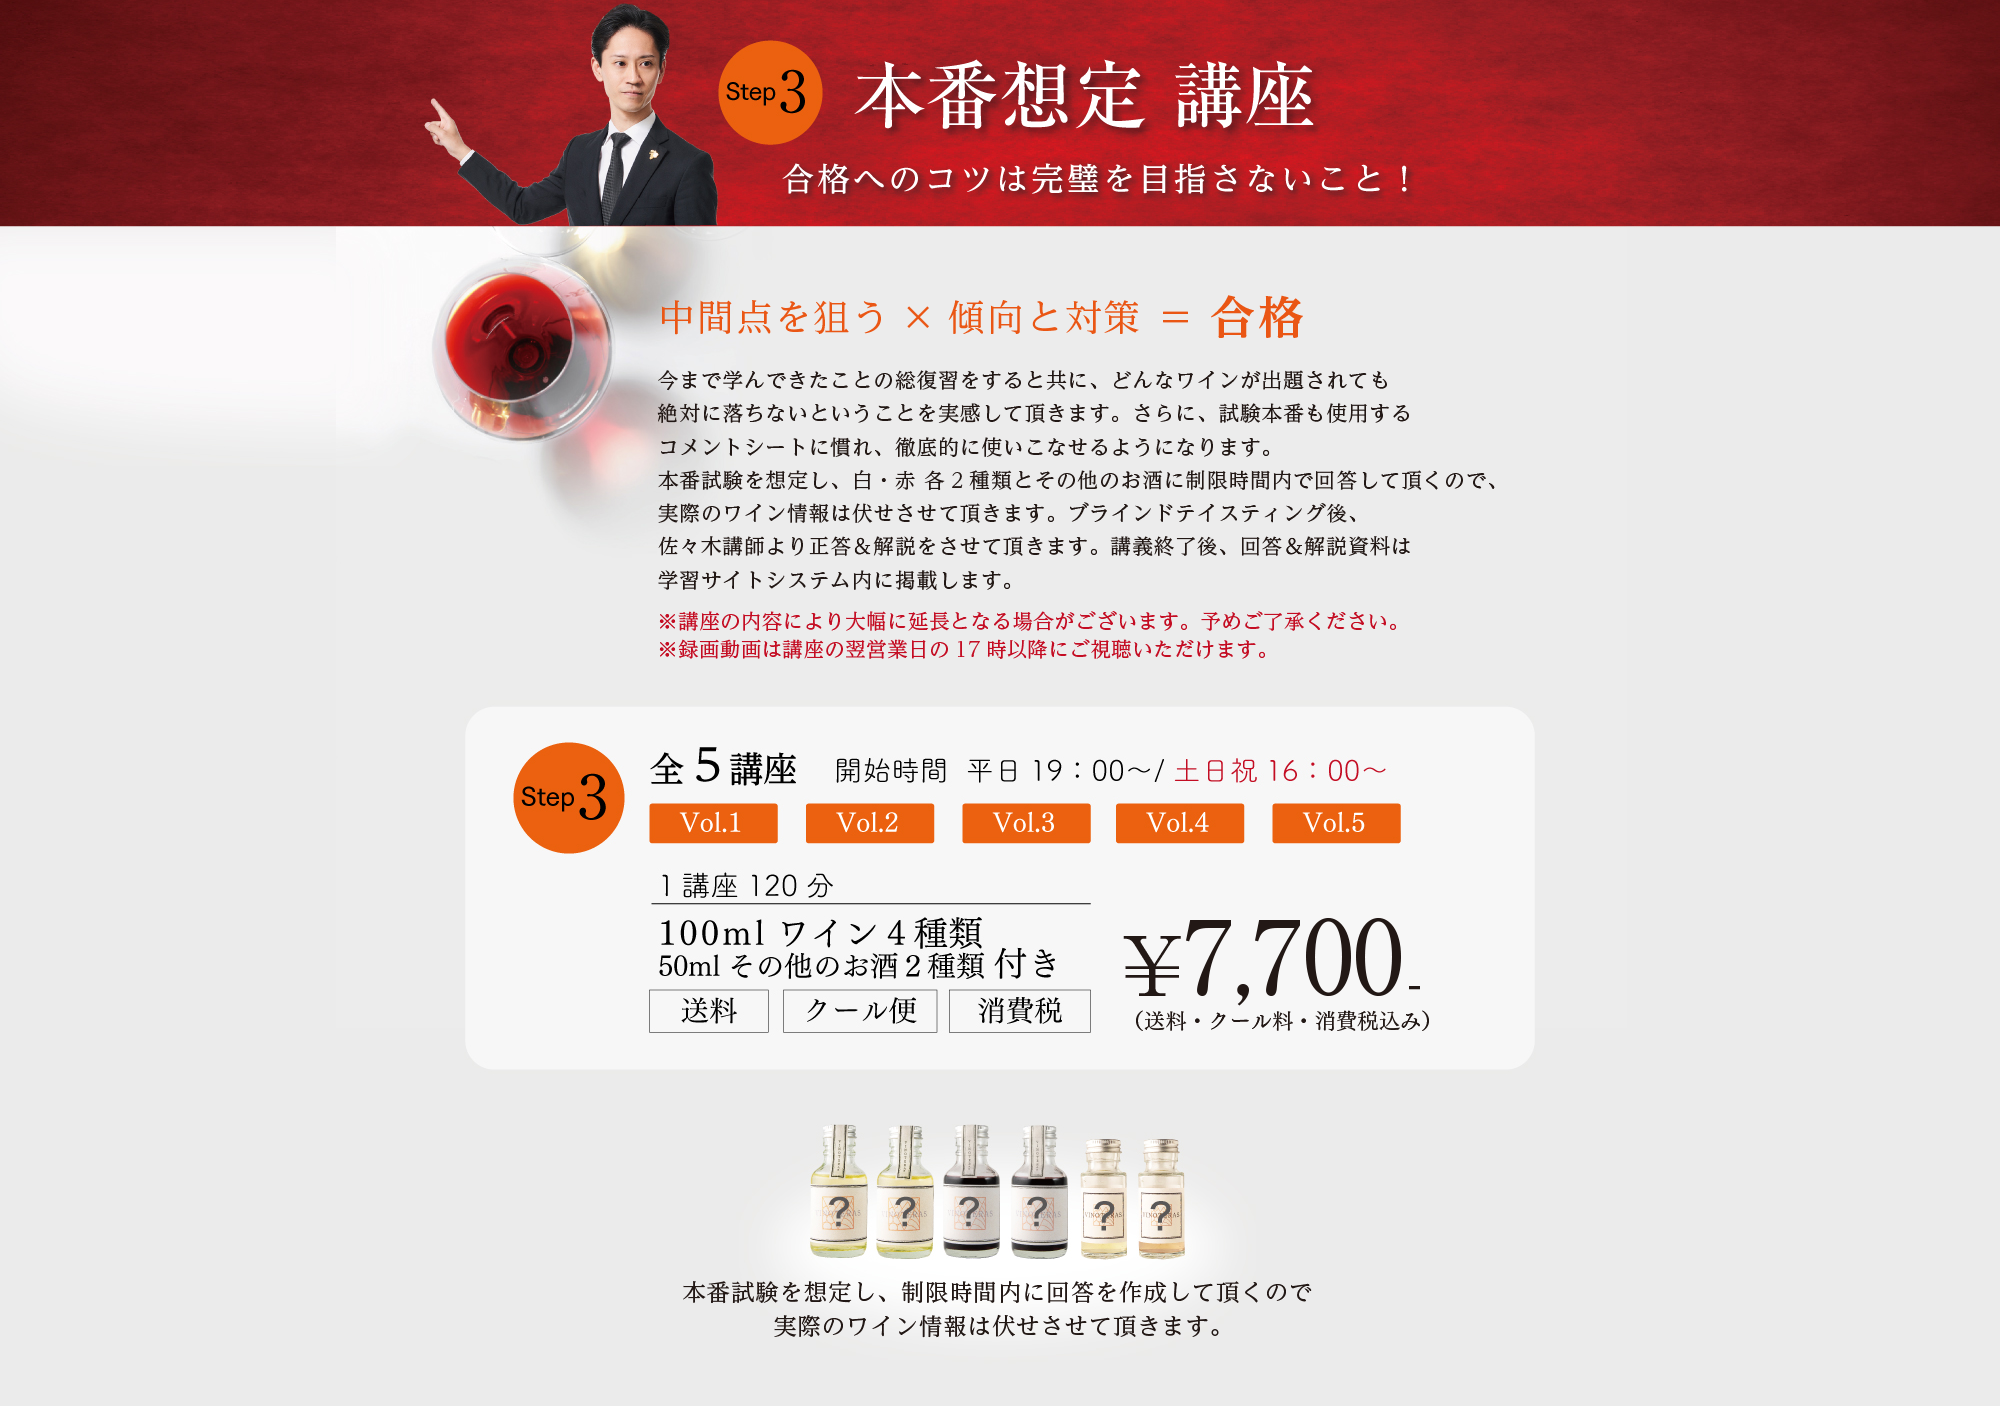 Step 3
本番想定 講座
合格へのコツは完璧を目指さないこと！
中間点を狙う × 傾向と対策 ＝ 合格
今まで学んできたことの総復習をすると共に、どんなワインが出題されても
絶対に落ちないということを実感して頂きます。さらに、試験本番も使用する
コメントシートに慣れ、徹底的に使いこなせるようになります。
本番試験を想定し、白・赤 各２種類とその他のお酒に制限時間内で回答して頂くので、
実際のワイン情報は伏せさせて頂きます。ブラインドテイスティング後、
佐々木講師より正答＆解説をさせて頂きます。講義終了後、回答＆解説資料は
学習サイトシステム内に掲載します。
※講座の内容により大幅に延長となる場合がございます。予めご了承ください。
※録画動画は講座の翌営業日の 17 時以降にご視聴いただけます。
Step 3
全 5 講座 開始時間 平日 19：00〜/ 土日祝 16：00〜
Vol.1 Vol.2 Vol.3 Vol.4 Vol.5
1 講座 120 分
100ml ワイン４種類
50ml その他のお酒２種類 付き
送料 クール便 消費税
¥7,700-
（送料・クール料・消費税込み）
? ? ? ? ? ?
本番試験を想定し、制限時間内に回答を作成して頂くので
実際のワイン情報は伏せさせて頂きます。